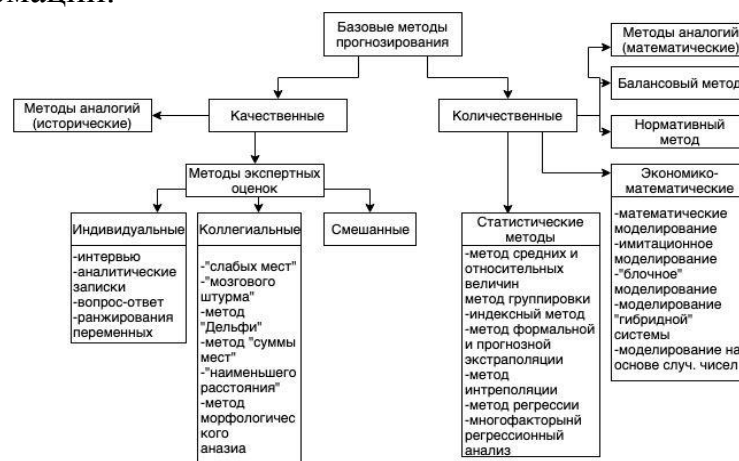 Базовые методы
прогнозирования
Методы аналогий
(математические)
Балансовый метод
Нормативный
метод
Методы аналогий
(исторические)
Качественные
Количественные
Методы экспертных
оценок
Экономико-
математические
-математические
моделирование
-имитационное
моделирование
-"блочное"
моделирование
-моделирование
"гибридной"
системы
-моделирование на
основе случ. чисел
Индивидуальные
-интервью
-аналитические
записки
-вопрос-ответ
-ранжирования
переменных
Коллегиальные
-"слабых мест"
-"мозгового
штурма"
-метод
"Дельфи"
-метод "суммы
мест"
-"наименьшего
расстояния"
-метод
морфологичес
кого
аназиа
Смешанные
Статистические
методы
-метод средних и
относительных
величин
метод группировки
-индексный метод
-метод формальной
и прогнозной
экстраполяции
-метод
интреполяции
-метод регрессии
-многофакторынй
регрессионный
анализ